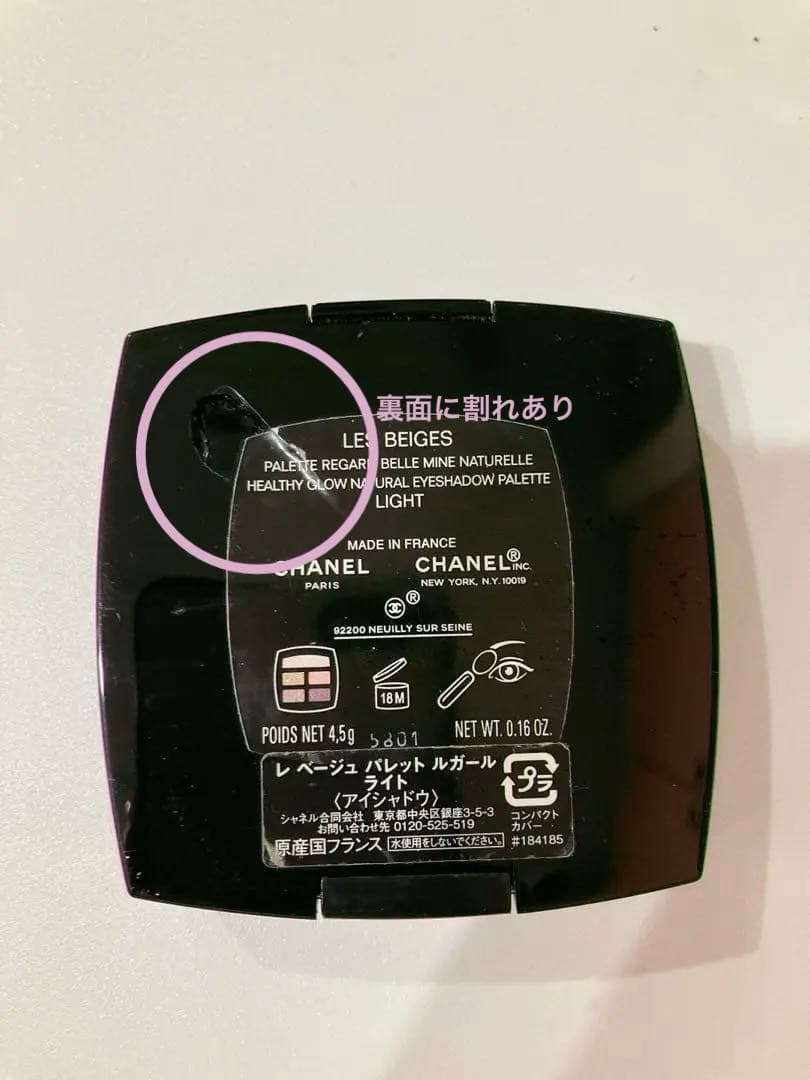 裏面に割れあり
LES BEIGES
PALETTE REGARD BELLE MINE NATURELLE
HEALTHY GLOW NATURAL EYESHADOW PALETTE
LIGHT
MADE IN FRANCE
CHANEL CHANEL® INC.
PARIS NEW YORK, N.Y. 10019
®
92200 NEUILLY SUR SEINE
18M
POIDS NET 4,5g 5801 NET WT. 0.16 OZ.
レ ベージュ パレット ルガール
ライト
〈アイシャドウ〉
シャネル合同会社 東京都中央区銀座3-5-3
お問い合わせ先 0120-525-519
原産国フランス 水使用をしないでください。
プラ
コンパクト
カバー
#184185